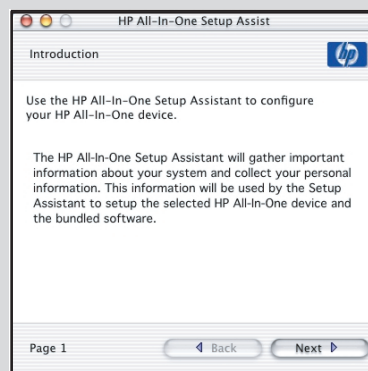 HP All-In-One Setup Assist
Introduction
hp
Use the HP All-In-One Setup Assistant to configure
your HP All-In-One device.
The HP All-In-One Setup Assistant will gather important
information about your system and collect your personal
information. This information will be used by the Setup
Assistant to setup the selected HP All-In-One device and
the bundled software.
Page 1
Back
Next